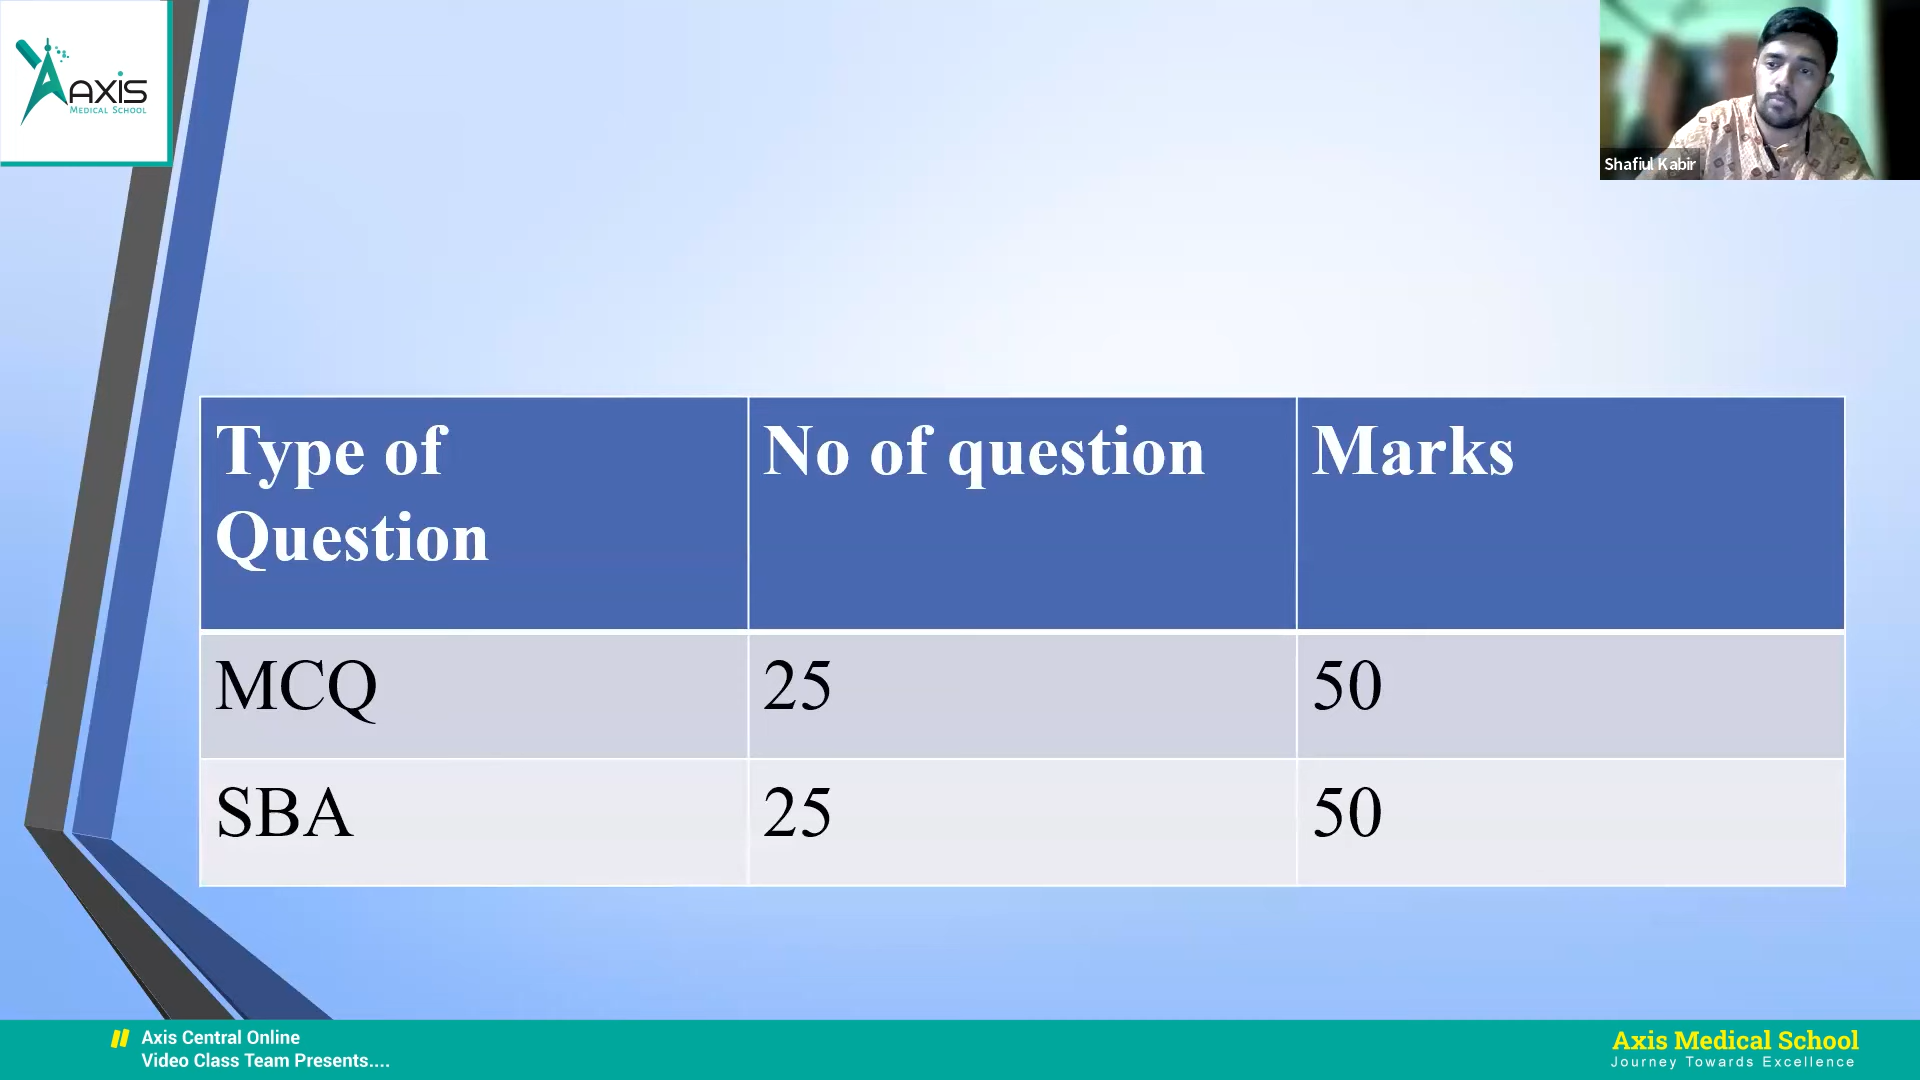 AXIS
MEDICAL SCHOOL
Shafiul Kabir
Type of Question	No of question	Marks
MCQ	25	50
SBA	25	50
Axis Central Online
Video Class Team Presents....
Axis Medical School
Journey Towards Excellence